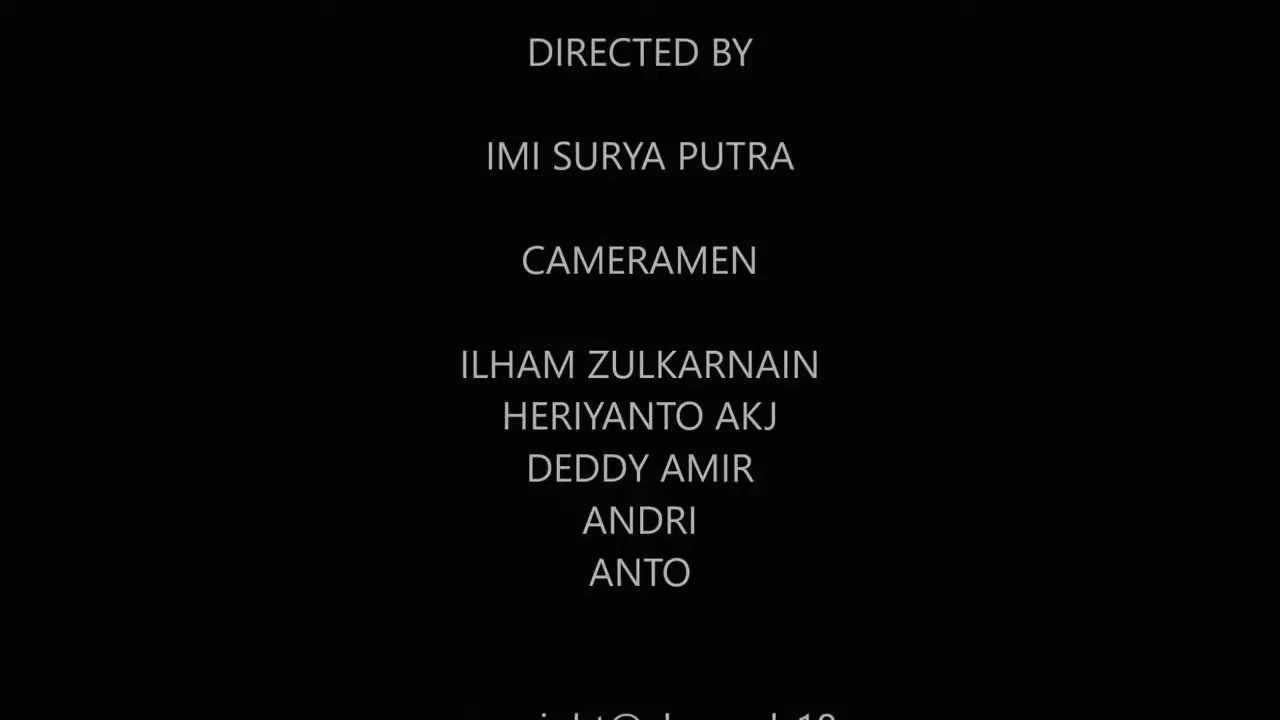 DIRECTED BY
IMI SURYA PUTRA
CAMERAMEN
ILHAM ZULKARNAIN
HERIYANTO AKJ
DEDDY AMIR
ANDRI
ANTO